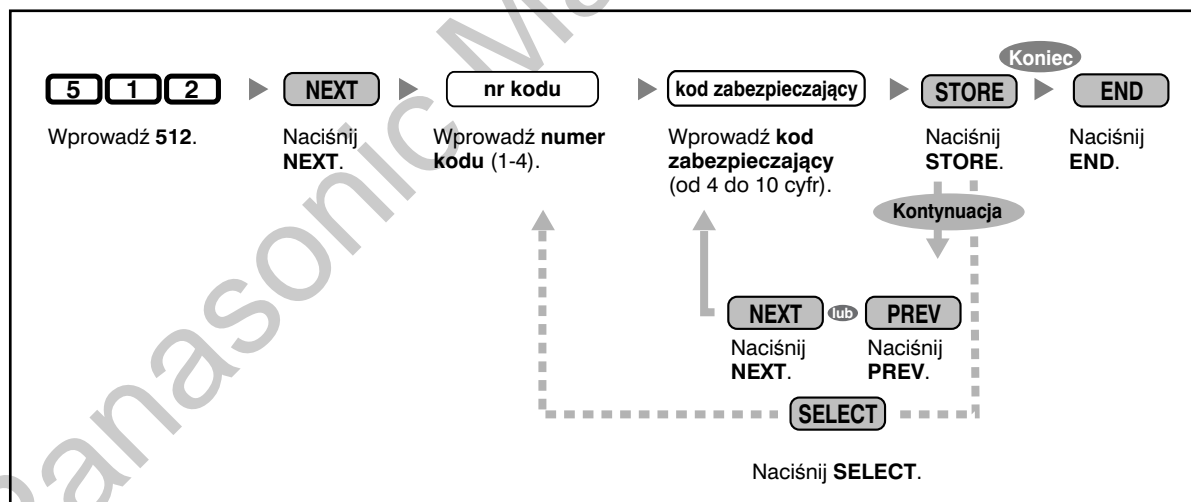 Koniec
5 1 2 NEXT nr kodu kod zabezpieczający STORE END
Wprowadź 512.
Naciśnij
NEXT.
Wprowadź numer
kodu (1-4).
Wprowadź kod
zabezpieczający
(od 4 do 10 cyfr).
Naciśnij
STORE.
Naciśnij
END.
Kontynuacja
NEXT lub PREV
Naciśnij
NEXT.
Naciśnij
PREV.
SELECT
Naciśnij SELECT.
Panasonic